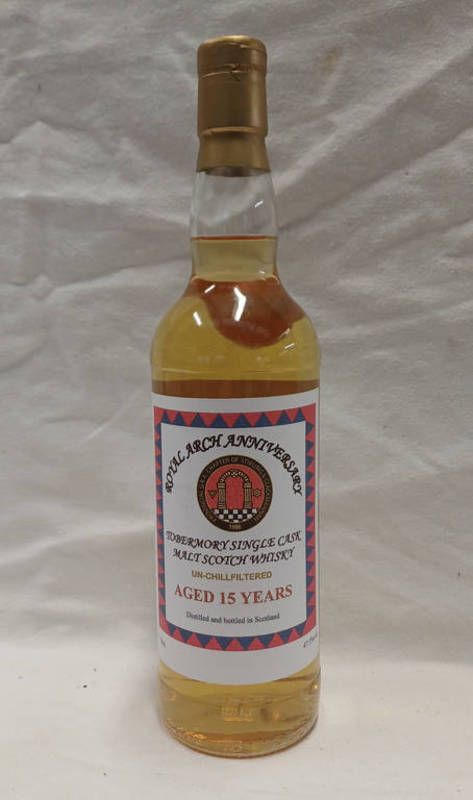 ROYAL ARCH ANNIVERSARY
TOBERMORY SINGLE CASK
MALT SCOTCH WHISKY
UN-CHILLFILTERED
AGED 15 YEARS
Distilled and bottled in Scotland